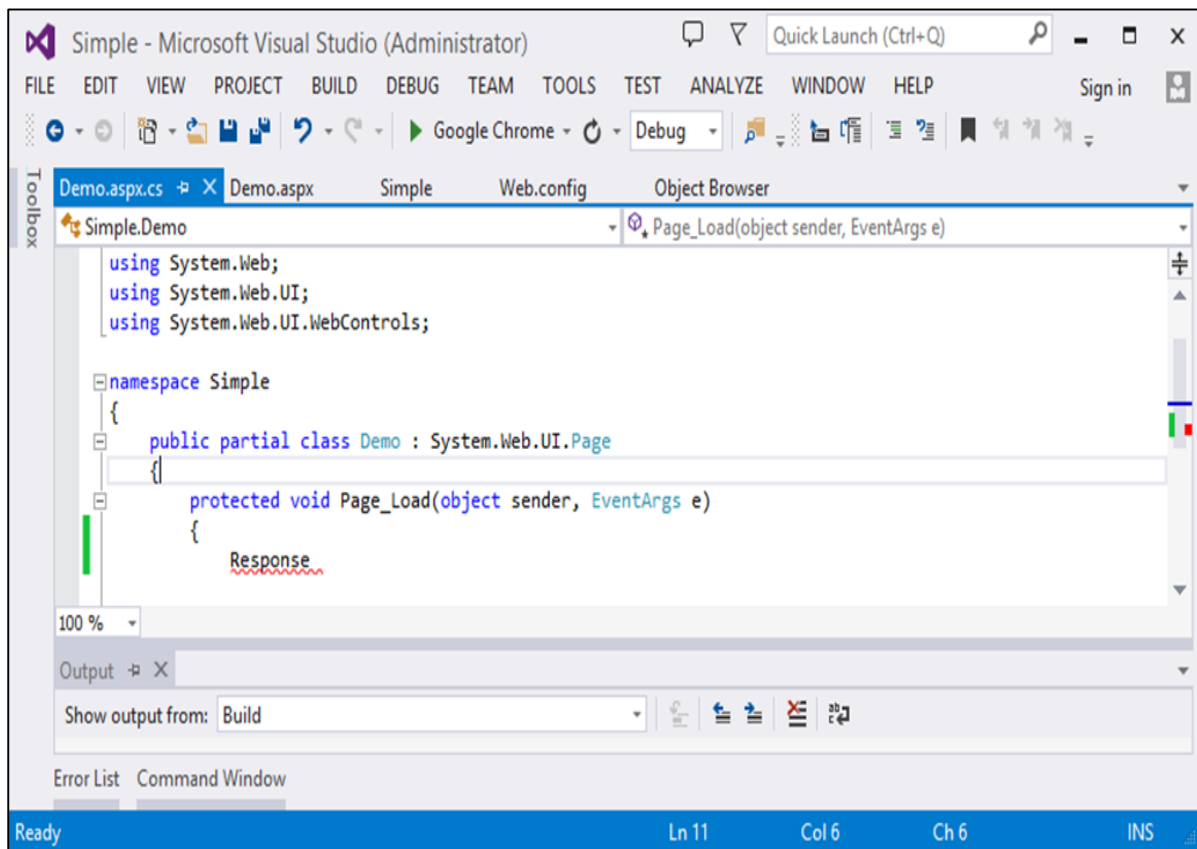 Simple - Microsoft Visual Studio (Administrator) Quick Launch (Ctrl+Q)
FILE EDIT VIEW PROJECT BUILD DEBUG TEAM TOOLS TEST ANALYZE WINDOW HELP Sign in
Google Chrome Debug
Toolbox
Demo.aspx.cs Demo.aspx Simple Web.config Object Browser
Simple.Demo Page_Load(object sender, EventArgs e)
using System.Web;
using System.Web.UI;
using System.Web.UI.WebControls;
namespace Simple
{
public partial class Demo : System.Web.UI.Page
{
protected void Page_Load(object sender, EventArgs e)
{
Response
100 %
Output
Show output from: Build
Error List Command Window
Ready Ln 11 Col 6 Ch 6 INS